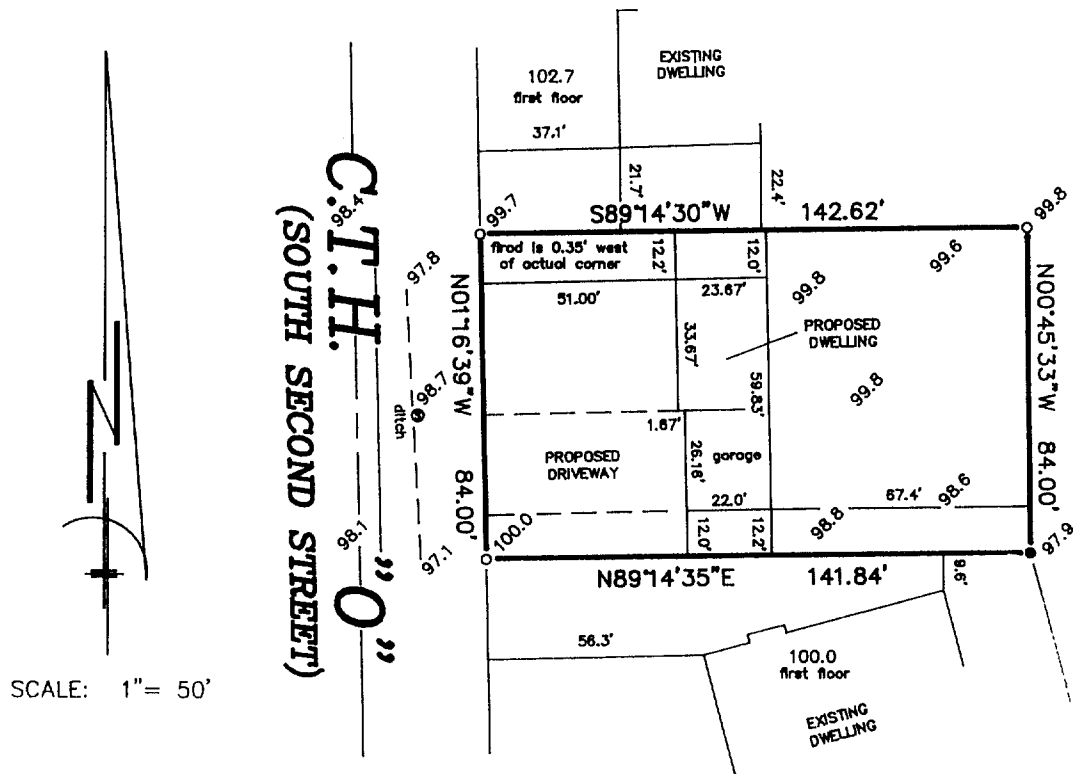 EXISTING
DWELLING
102.7
first floor
37.1'
21.7'
22.4'
99.7
S89°14'30"W 142.62'
99.8
firod is 0.35' west
of actual corner
12.2'
12.0'
99.6
98.4
97.8
51.00'
23.67'
99.8
C.T.H. "O"
(SOUTH SECOND STREET)
N01°16'39"W 84.00'
33.67'
PROPOSED
DWELLING
N00°45'33"W 84.00'
98.7
ditch
59.83'
99.8
1.67'
PROPOSED
DRIVEWAY
26.16'
garage
22.0'
67.4'
98.6
98.1
97.1
100.0
12.0'
12.2'
98.8
97.9
N89°14'35"E 141.84'
9.6'
56.3'
100.0
first floor
EXISTING
DWELLING
N
SCALE: 1"= 50'